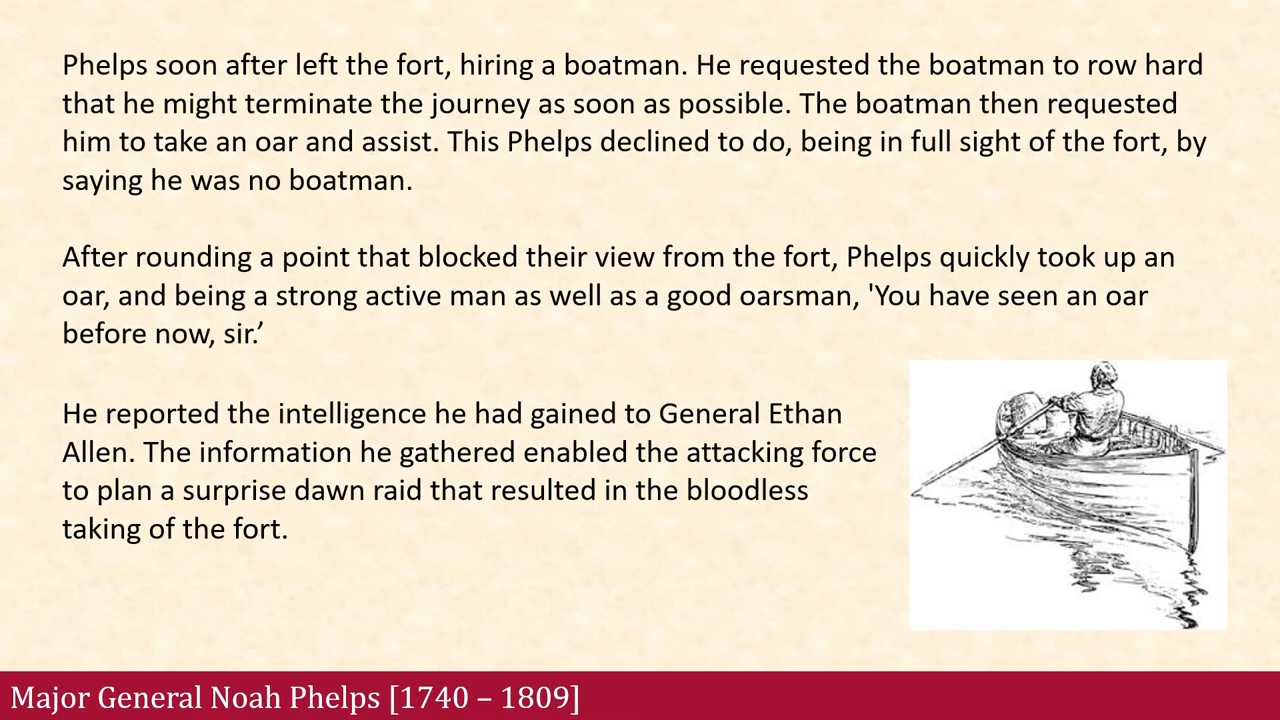 Phelps soon after left the fort, hiring a boatman. He requested the boatman to row hard
that he might terminate the journey as soon as possible. The boatman then requested
him to take an oar and assist. This Phelps declined to do, being in full sight of the fort, by
saying he was no boatman.
After rounding a point that blocked their view from the fort, Phelps quickly took up an
oar, and being a strong active man as well as a good oarsman, 'You have seen an oar
before now, sir.’
He reported the intelligence he had gained to General Ethan
Allen. The information he gathered enabled the attacking force
to plan a surprise dawn raid that resulted in the bloodless
taking of the fort.
Major General Noah Phelps [1740 – 1809]